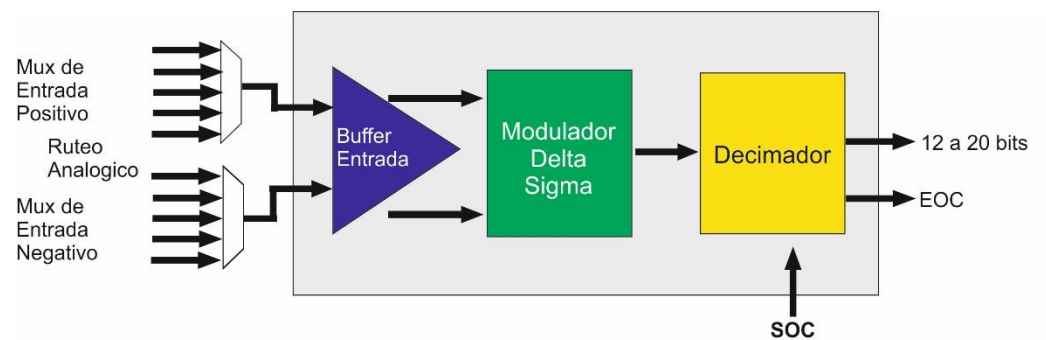 Mux de
Entrada
Positivo
Ruteo
Analogico
Mux de
Entrada
Negativo
Buffer
Entrada
Modulador
Delta
Sigma
Decimador
12 a 20 bits
EOC
SOC